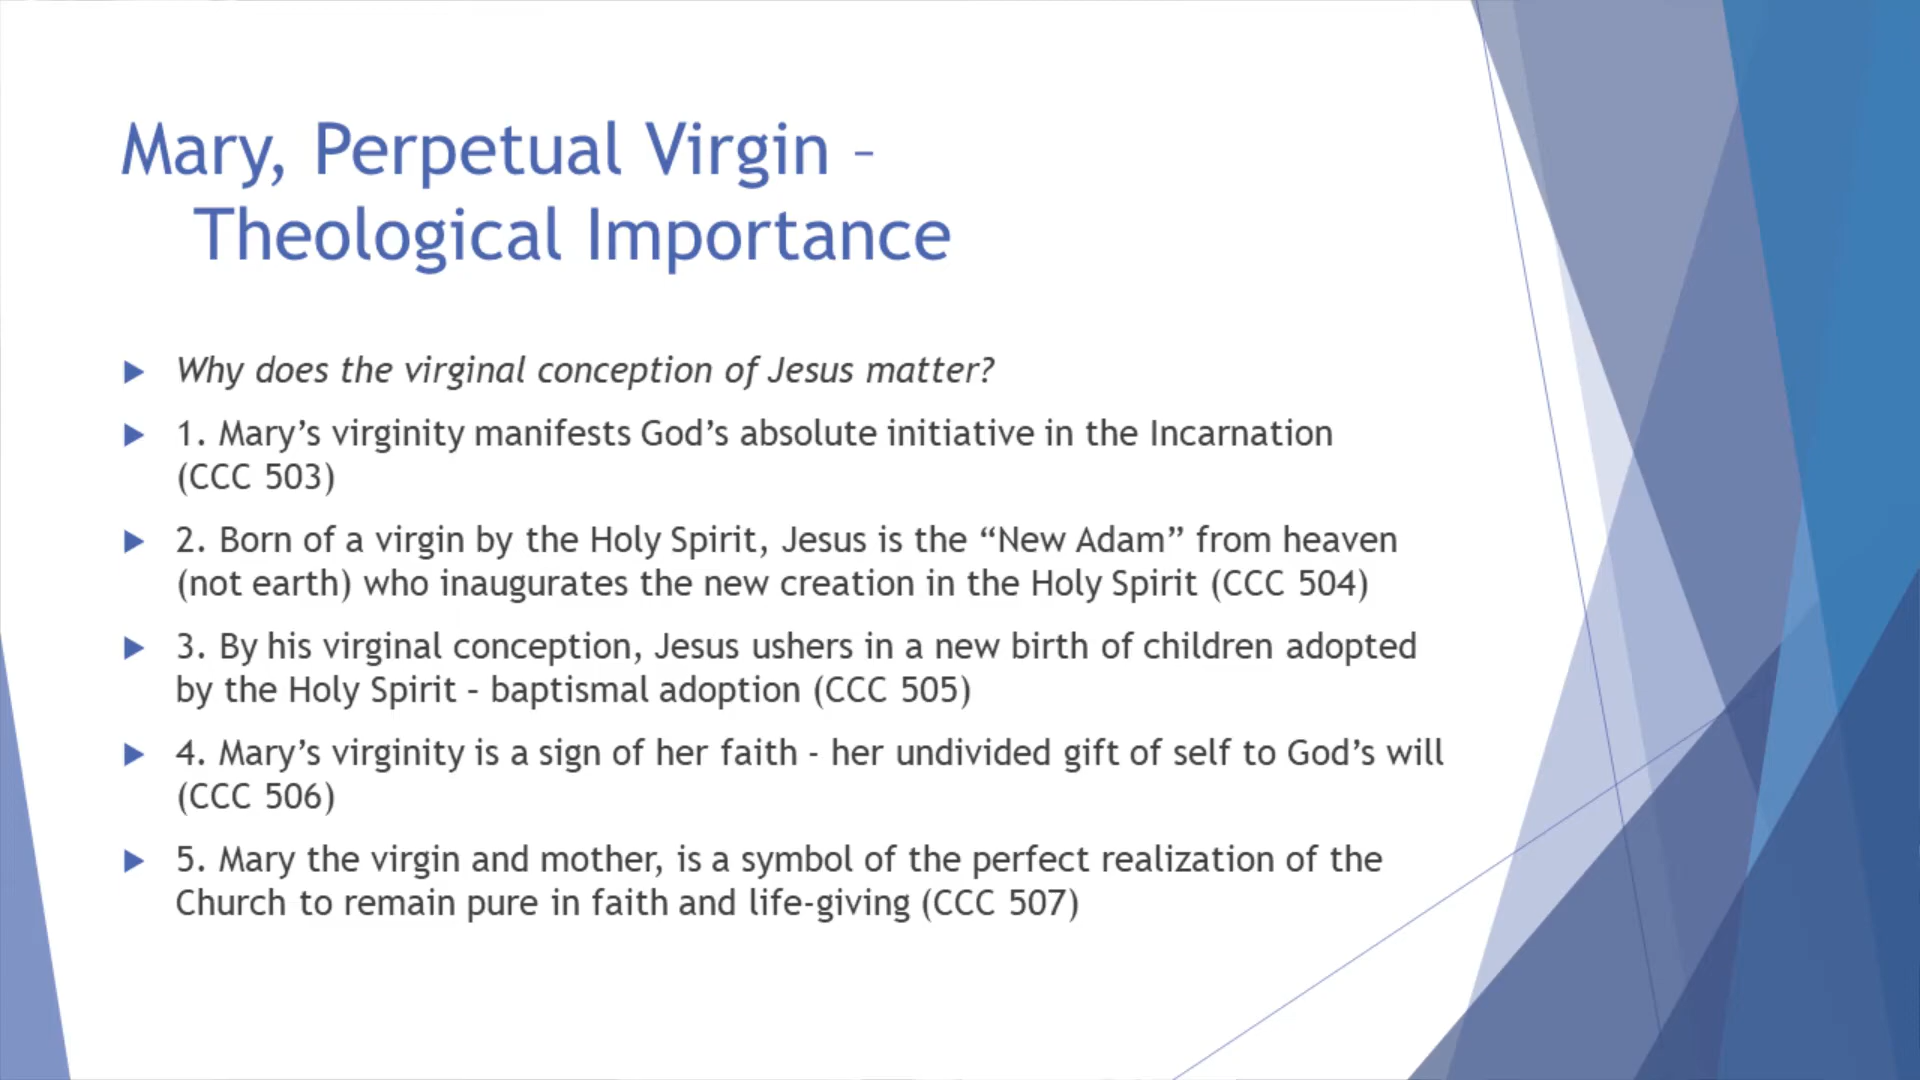 Mary, Perpetual Virgin –
Theological Importance
Why does the virginal conception of Jesus matter?
1. Mary’s virginity manifests God’s absolute initiative in the Incarnation
(CCC 503)
2. Born of a virgin by the Holy Spirit, Jesus is the “New Adam” from heaven
(not earth) who inaugurates the new creation in the Holy Spirit (CCC 504)
3. By his virginal conception, Jesus ushers in a new birth of children adopted
by the Holy Spirit – baptismal adoption (CCC 505)
4. Mary’s virginity is a sign of her faith - her undivided gift of self to God’s will
(CCC 506)
5. Mary the virgin and mother, is a symbol of the perfect realization of the
Church to remain pure in faith and life-giving (CCC 507)